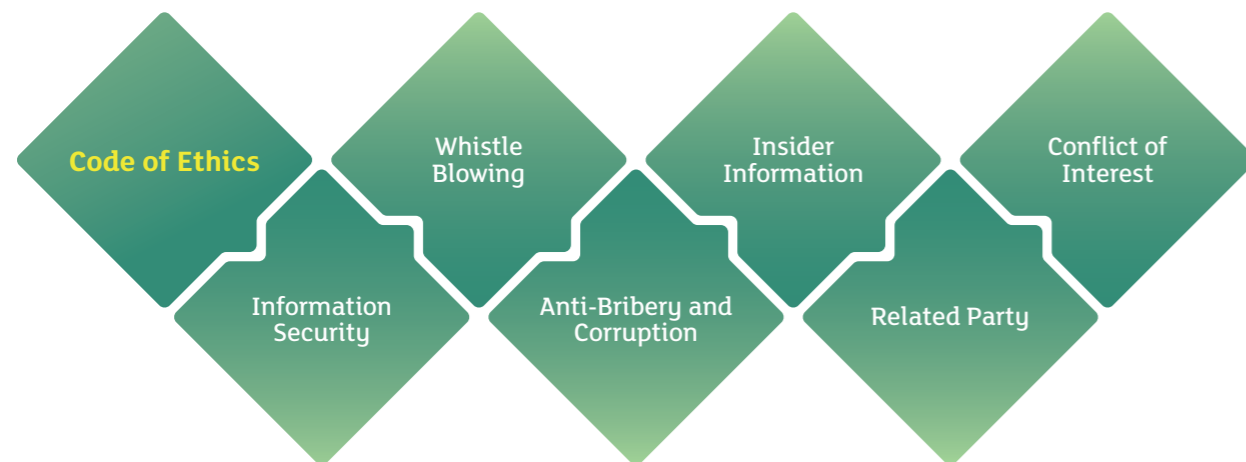 Code of Ethics
Whistle
Blowing
Insider
Information
Conflict of
Interest
Information
Security
Anti-Bribery and
Corruption
Related Party